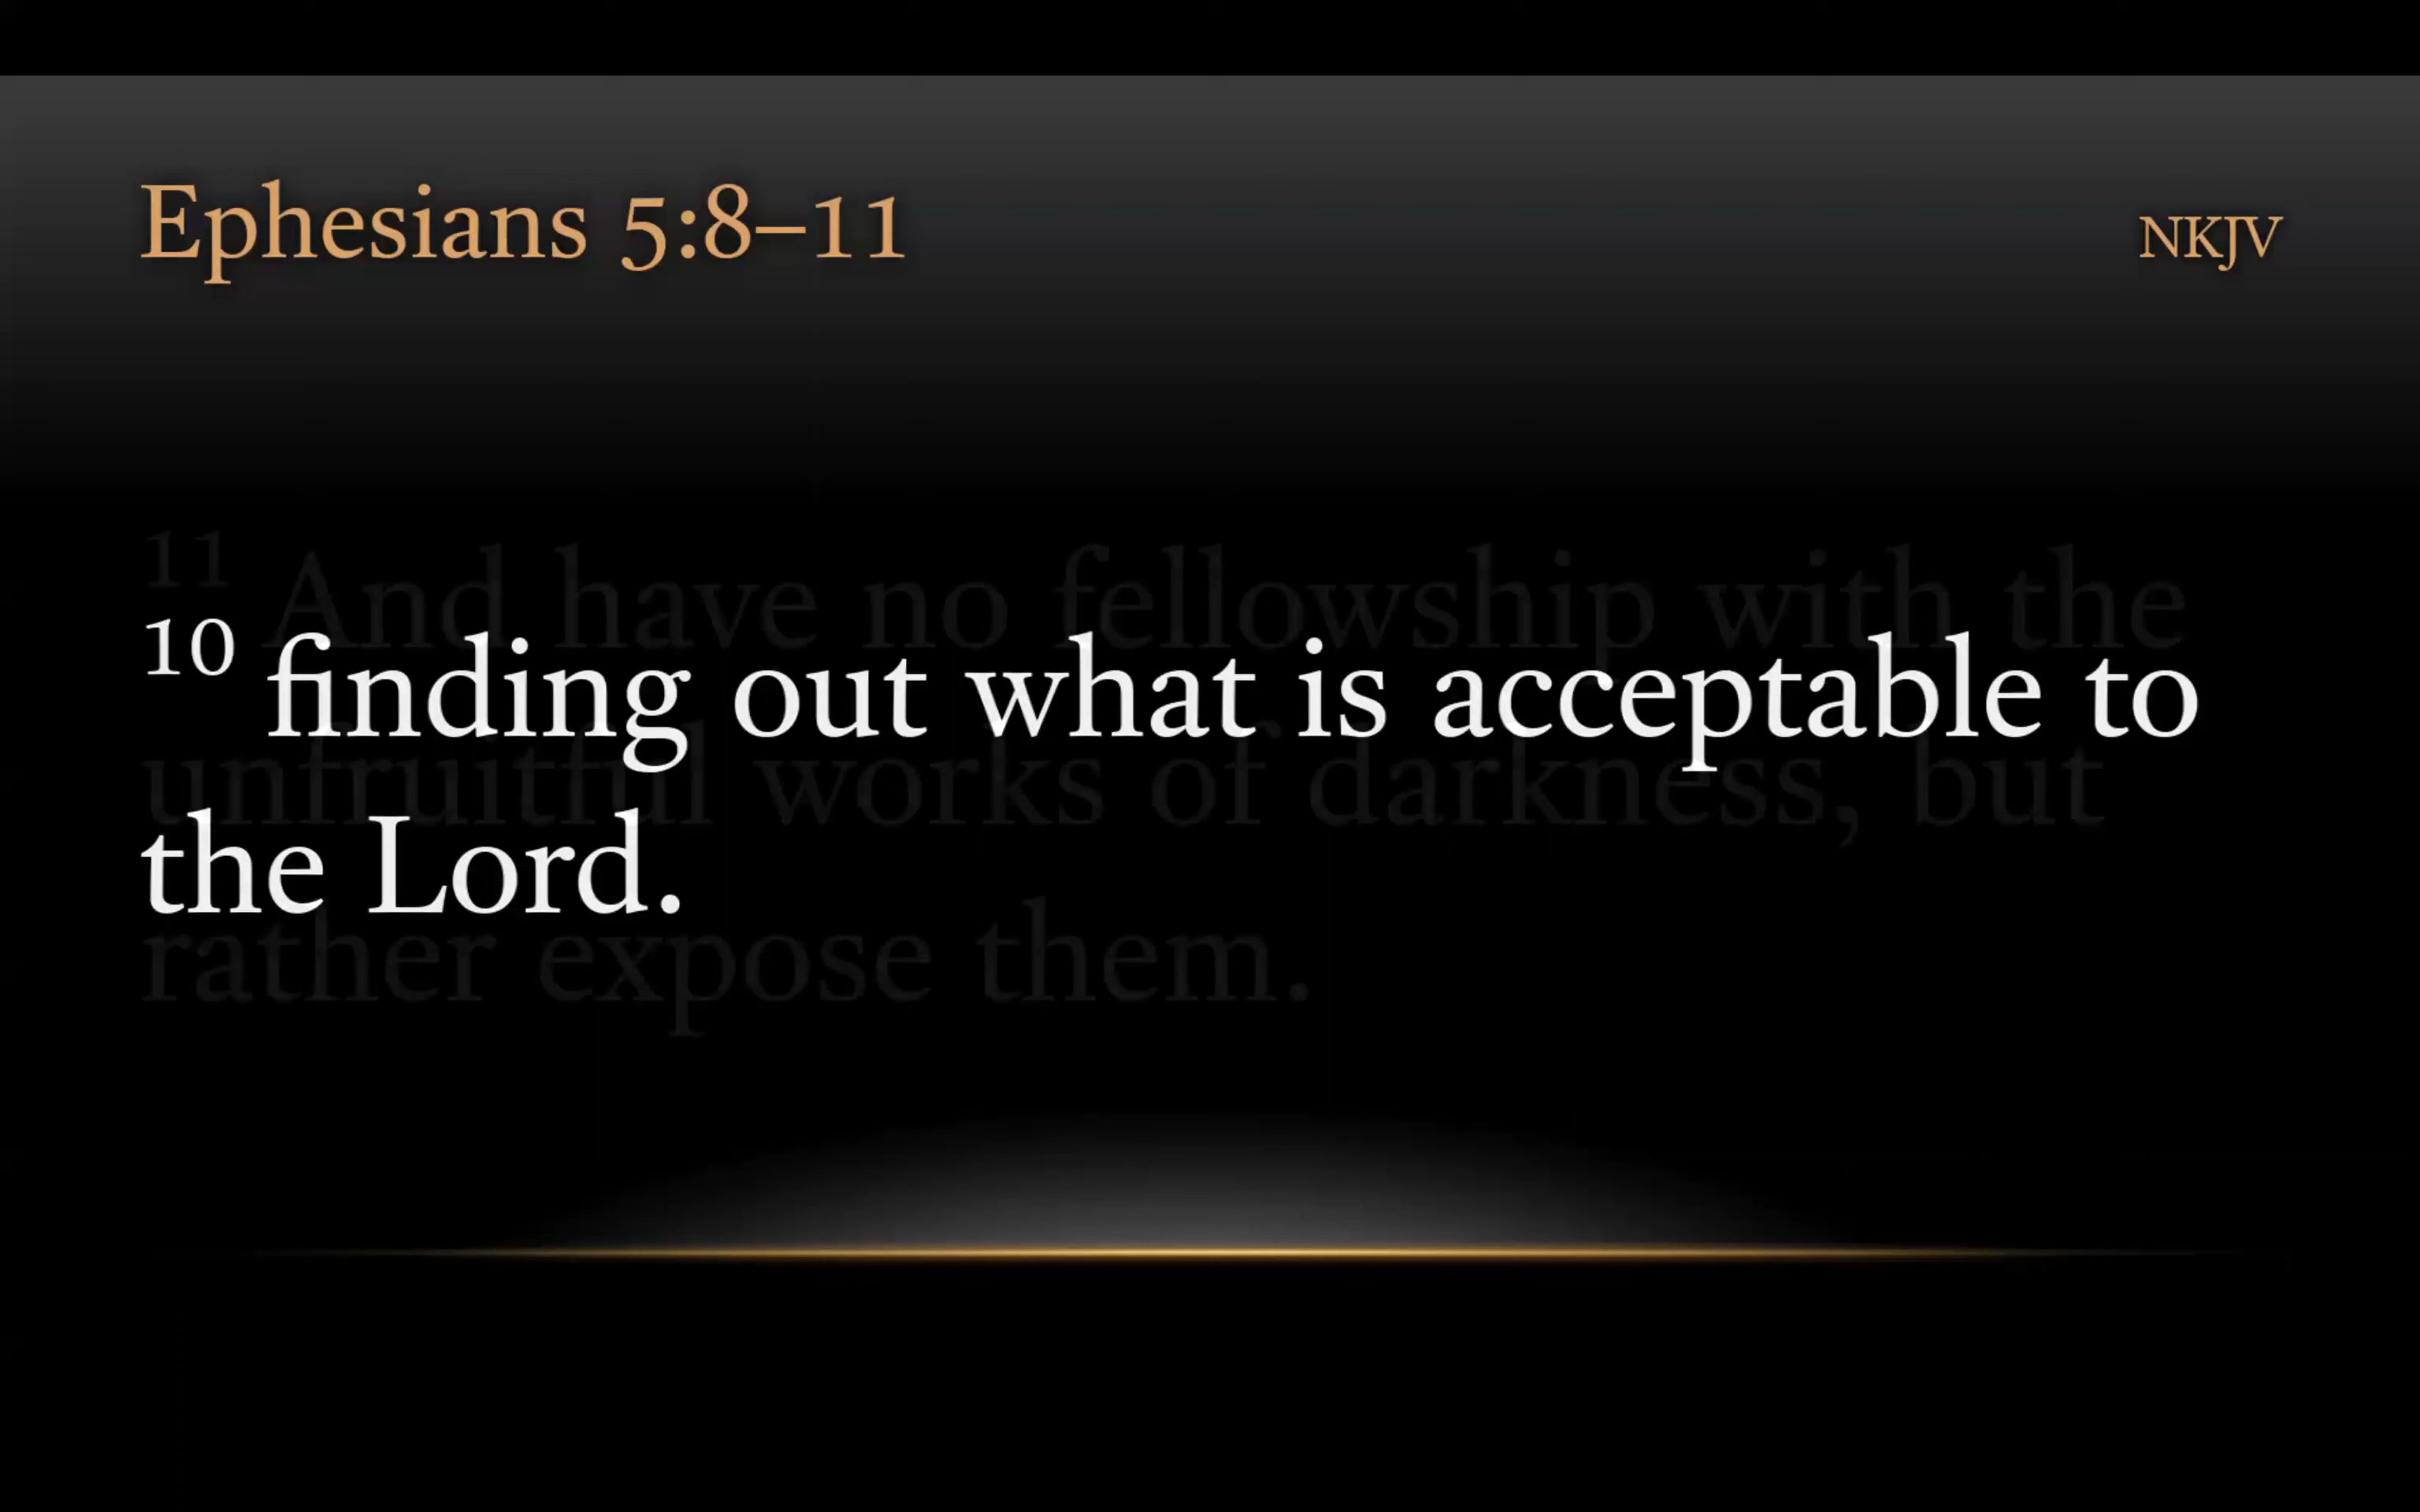 Ephesians 5:8–11
NKJV
10 finding out what is acceptable to
the Lord.
11 And have no fellowship with the
unfruitful works of darkness, but
rather expose them.